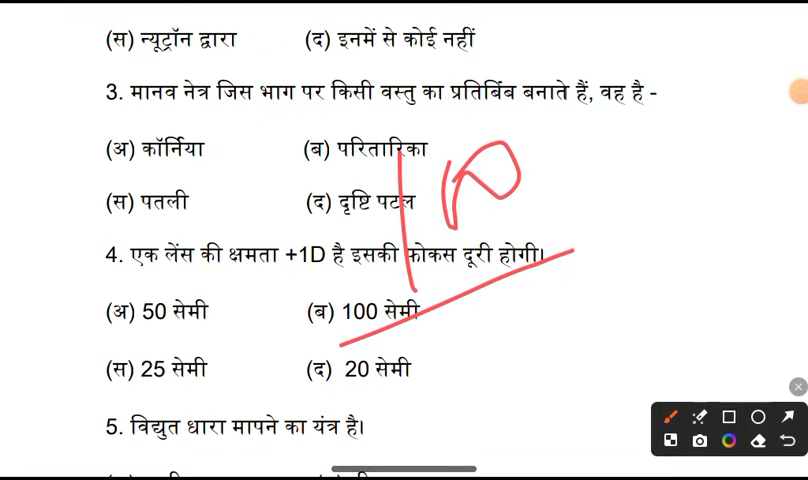 (स) न्यूट्रॉन द्वारा (द) इनमें से कोई नहीं
3. मानव नेत्र जिस भाग पर किसी वस्तु का प्रतिबिंब बनाते हैं, वह है -
(अ) कॉर्निया (ब) परितारिका
(स) पतली (द) दृष्टि पटल
4. एक लेंस की क्षमता +1D है इसकी फोकस दूरी होगी।
(अ) 50 सेमी (ब) 100 सेमी
(स) 25 सेमी (द) 20 सेमी
5. विद्युत धारा मापने का यंत्र है।